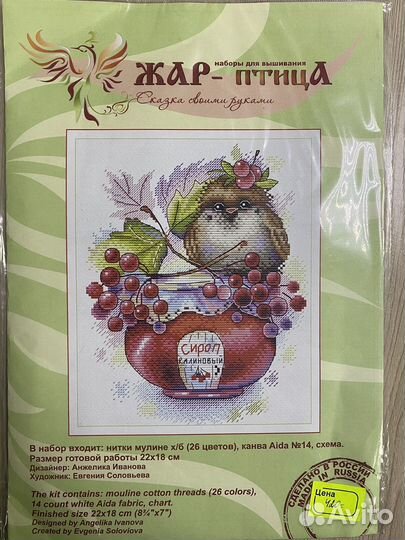 наборы для вышивания
ЖАР-ПТИЦА
Сказка своими руками
Сироп
калиновый
В набор входит: нитки мулине х/б (26 цветов), канва Aida №14, схема.
Размер готовой работы 22х18 см
Дизайнер: Анжелика Иванова
Художник: Евгения Соловьева
The kit contains: mouline cotton threads (26 colors),
14 count white Aida fabric, chart.
Finished size 22x18 cm (8¾"x7")
Designed by Angelika Ivanova
Created by Evgenia Soloviova
СДЕЛАНО В РОССИИ
MADE IN RUSSIA
Цена
Avito